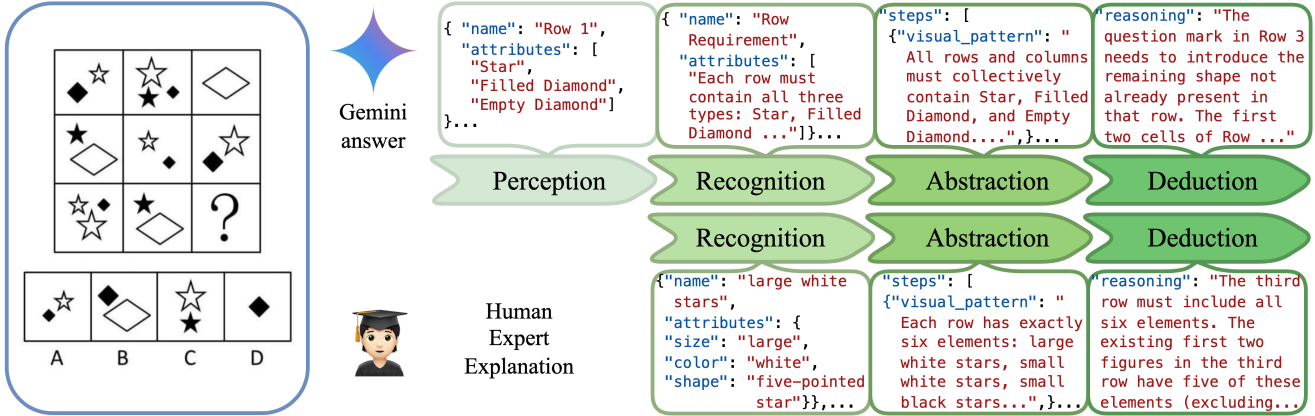 ?
A B C D
Gemini
answer
{ "name": "Row 1",
"attributes": [
"Star",
"Filled Diamond",
"Empty Diamond"]
}...
{ "name": "Row
Requirement",
"attributes": [
"Each row must
contain all three
types: Star, Filled
Diamond ..."]}...
"steps": [
{"visual_pattern": "
All rows and columns
must collectively
contain Star, Filled
Diamond, and Empty
Diamond....",}...
"reasoning": "The
question mark in Row 3
needs to introduce the
remaining shape not
already present in
that row. The first
two cells of Row ..."
Perception
Recognition
Abstraction
Deduction
Recognition
Abstraction
Deduction
Human
Expert
Explanation
{"name": "large white
stars",
"attributes": {
"size": "large",
"color": "white",
"shape": "five-pointed
star"}},...
"steps": [
{"visual_pattern": "
Each row has exactly
six elements: large
white stars, small
white stars, small
black stars...",}...
"reasoning": "The third
row must include all
six elements. The
existing first two
figures in the third
row have five of these
elements (excluding...